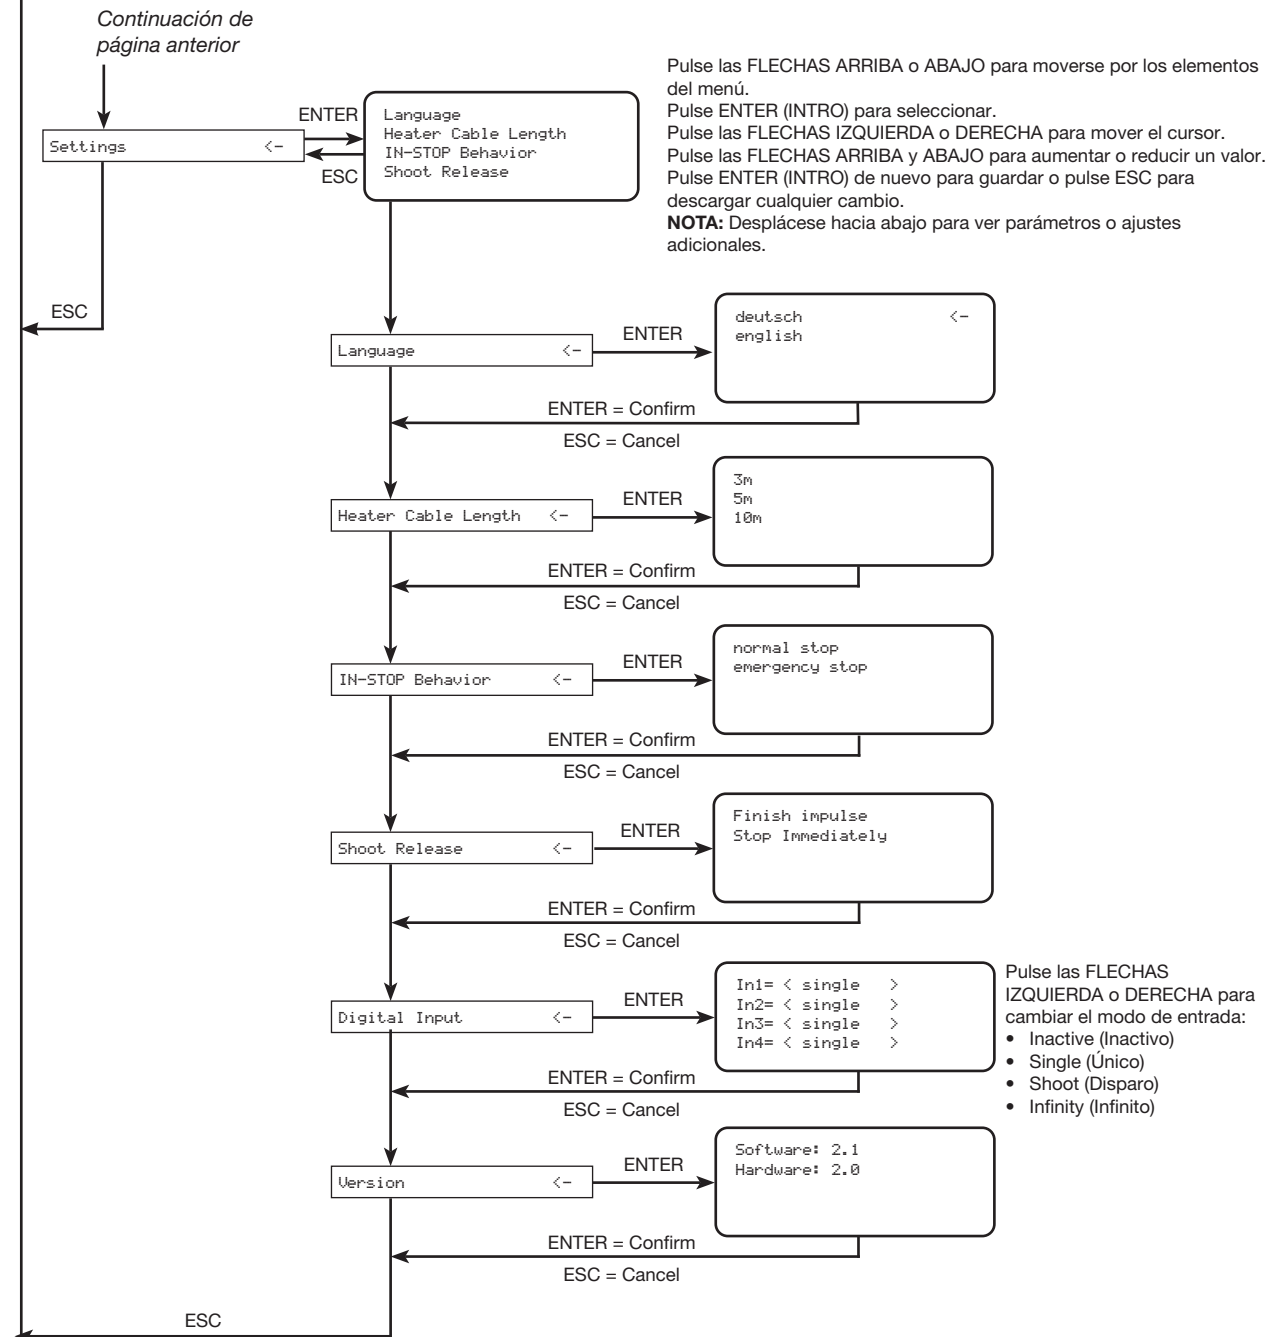 Continuación de
página anterior
Pulse las FLECHAS ARRIBA o ABAJO para moverse por los elementos
del menú.
Pulse ENTER (INTRO) para seleccionar.
Pulse las FLECHAS IZQUIERDA o DERECHA para mover el cursor.
Pulse las FLECHAS ARRIBA y ABAJO para aumentar o reducir un valor.
Pulse ENTER (INTRO) de nuevo para guardar o pulse ESC para
descargar cualquier cambio.
NOTA: Desplácese hacia abajo para ver parámetros o ajustes
adicionales.
Settings <-
ENTER
ESC
Language
Heater Cable Length
IN-STOP Behavior
Shoot Release
ESC
Language <-
ENTER
deutsch <-
english
ENTER = Confirm
ESC = Cancel
Heater Cable Length <-
ENTER
3m
5m
10m
ENTER = Confirm
ESC = Cancel
IN-STOP Behavior <-
ENTER
normal stop
emergency stop
ENTER = Confirm
ESC = Cancel
Shoot Release <-
ENTER
Finish impulse
Stop Immediately
ENTER = Confirm
ESC = Cancel
Digital Input <-
ENTER
In1= < single >
In2= < single >
In3= < single >
In4= < single >
Pulse las FLECHAS
IZQUIERDA o DERECHA para
cambiar el modo de entrada:
• Inactive (Inactivo)
• Single (Único)
• Shoot (Disparo)
• Infinity (Infinito)
ENTER = Confirm
ESC = Cancel
Version <-
ENTER
Software: 2.1
Hardware: 2.0
ENTER = Confirm
ESC = Cancel
ESC